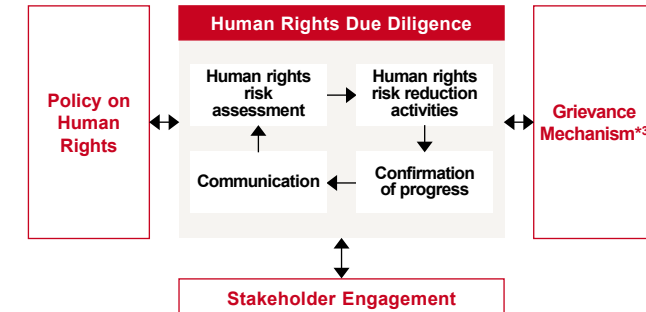 Human Rights Due Diligence
Policy on
Human
Rights
Human rights
risk
assessment
Human rights
risk reduction
activities
Communication
Confirmation
of progress
Grievance
Mechanism*3
Stakeholder Engagement